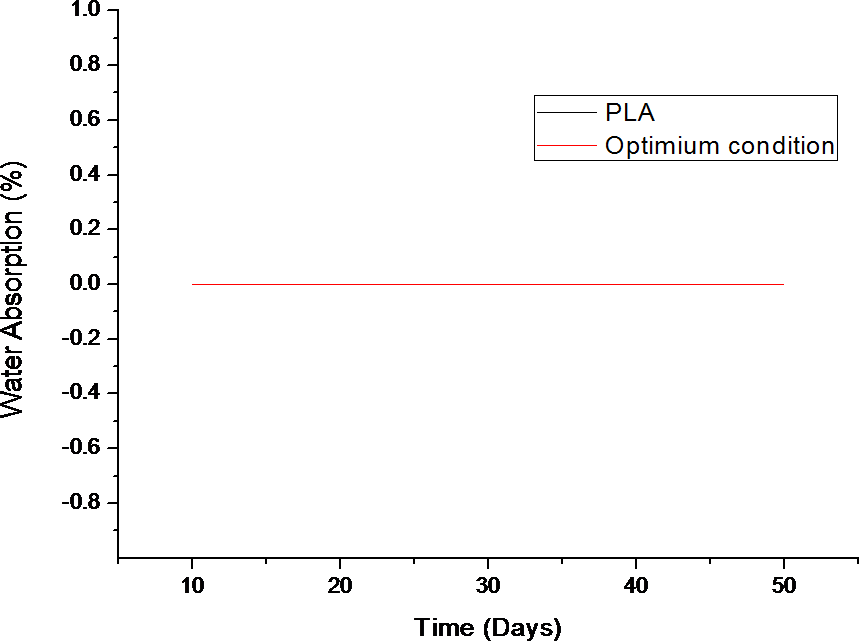 1.0
0.8
0.6
0.4
0.2
0.0
-0.2
-0.4
-0.6
-0.8
Water Absorption (%)
PLA
Optimium condition
10 20 30 40 50
Time (Days)